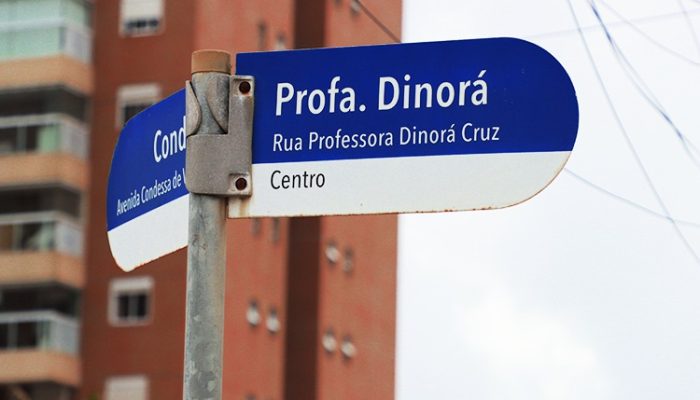 Profa. Dinorá
Rua Professora Dinorá Cruz
Centro
Cond
Avenida Condessa de